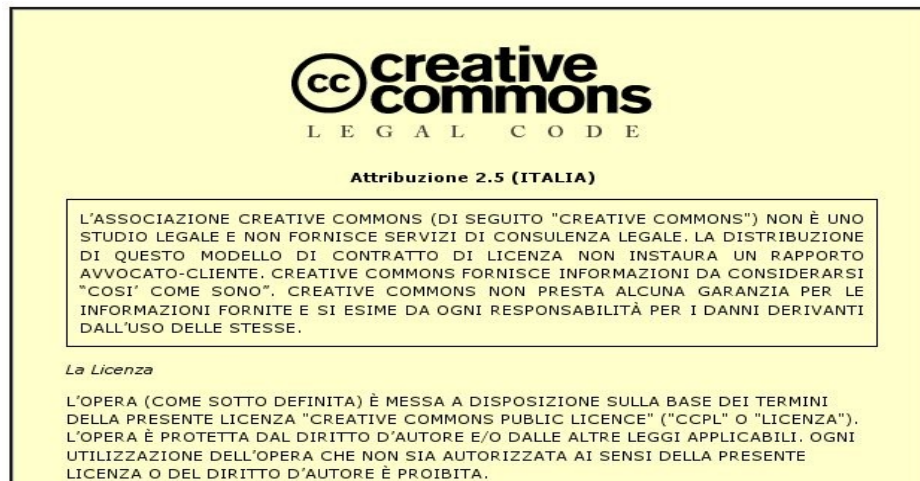 cc creative
commons
LEGAL CODE
Attribuzione 2.5 (ITALIA)
L'ASSOCIAZIONE CREATIVE COMMONS (DI SEGUITO "CREATIVE COMMONS") NON È UNO
STUDIO LEGALE E NON FORNISCE SERVIZI DI CONSULENZA LEGALE. LA DISTRIBUZIONE
DI QUESTO MODELLO DI CONTRATTO DI LICENZA NON INSTAURA UN RAPPORTO
AVVOCATO-CLIENTE. CREATIVE COMMONS FORNISCE INFORMAZIONI DA CONSIDERARSI
“COSI’ COME SONO”. CREATIVE COMMONS NON PRESTA ALCUNA GARANZIA PER LE
INFORMAZIONI FORNITE E SI ESIME DA OGNI RESPONSABILITÀ PER I DANNI DERIVANTI
DALL'USO DELLE STESSE.
La Licenza
L'OPERA (COME SOTTO DEFINITA) È MESSA A DISPOSIZIONE SULLA BASE DEI TERMINI
DELLA PRESENTE LICENZA "CREATIVE COMMONS PUBLIC LICENCE" ("CCPL" O "LICENZA").
L'OPERA È PROTETTA DAL DIRITTO D'AUTORE E/O DALLE ALTRE LEGGI APPLICABILI. OGNI
UTILIZZAZIONE DELL'OPERA CHE NON SIA AUTORIZZATA AI SENSI DELLA PRESENTE
LICENZA O DEL DIRITTO D'AUTORE È PROIBITA.